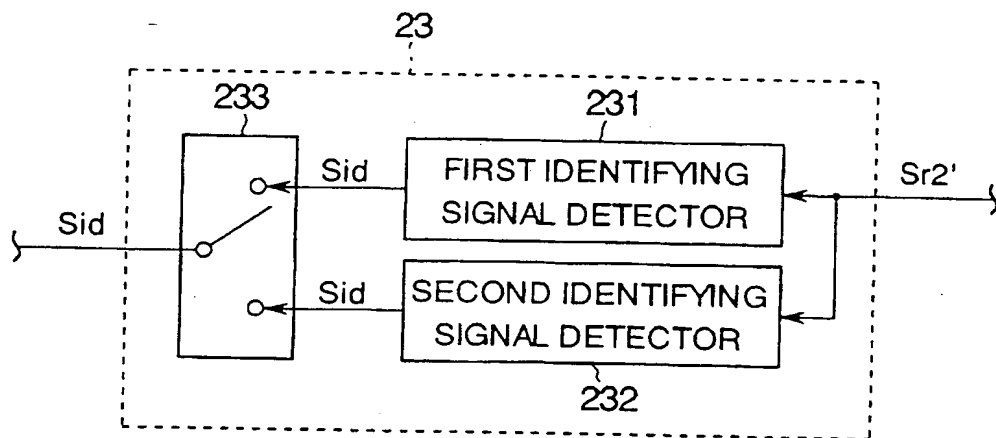 23
233
231
Sid
FIRST IDENTIFYING
SIGNAL DETECTOR
Sr2'
Sid
Sid
SECOND IDENTIFYING
SIGNAL DETECTOR
232